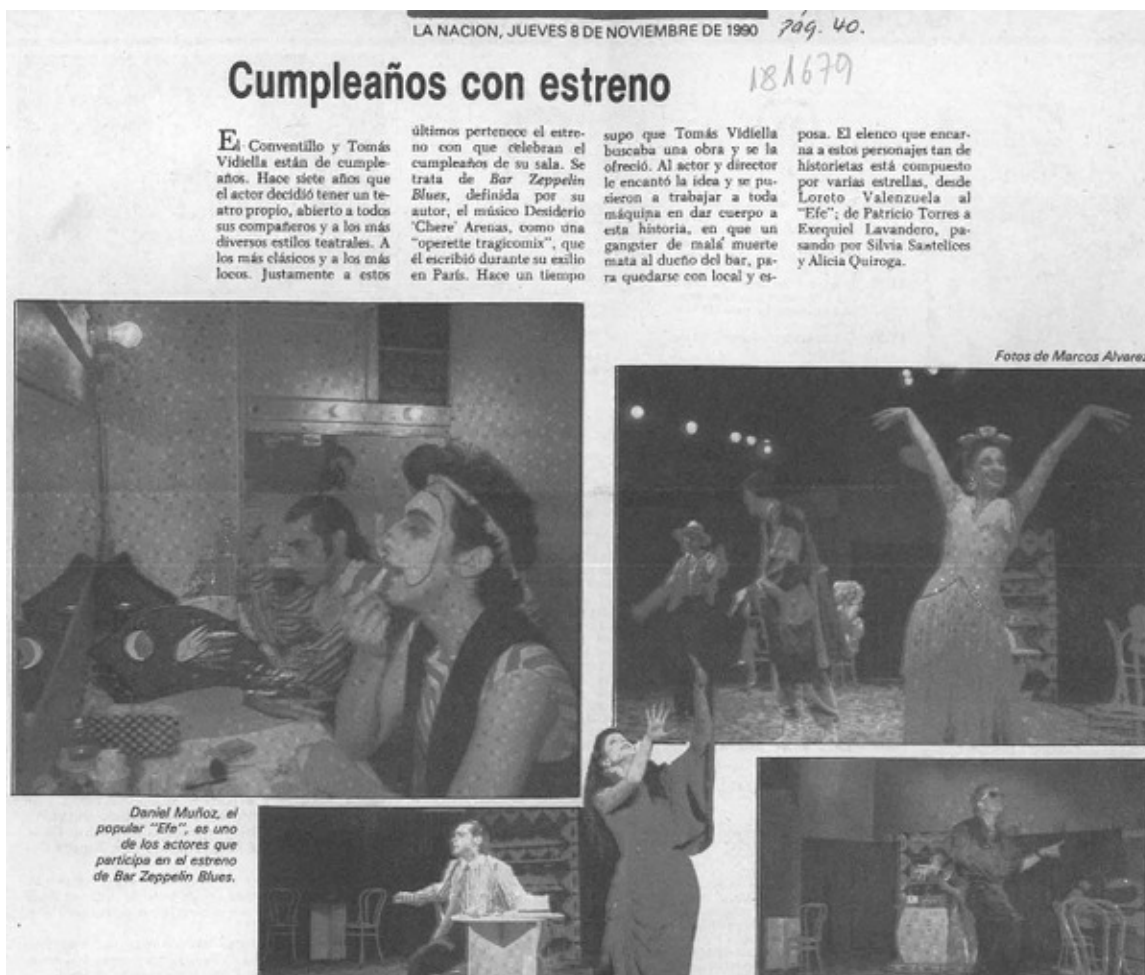 LA NACION, JUEVES 8 DE NOVIEMBRE DE 1990 pág. 40.
181679
Cumpleaños con estreno
El Conventillo y Tomás
Vidiella están de cumple-
años. Hace siete años que
el actor decidió tener un te-
atro propio, abierto a todos
sus compañeros y a los más
diversos estilos teatrales. A
los más clásicos y a los más
locos. Justamente a estos
últimos pertenece el estre-
no con que celebran el
cumpleaños de su sala. Se
trata de Bar Zeppelin
Blues, definida por su
autor, el músico Desiderio
'Chere' Arenas, como una
"operette tragicomix", que
él escribió durante su exilio
en París. Hace un tiempo
supo que Tomás Vidiella
buscaba una obra y se la
ofreció. Al actor y director
le encantó la idea y se pu-
sieron a trabajar a toda
máquina en dar cuerpo a
esta historia, en que un
gangster de mala muerte
mata al dueño del bar, pa-
ra quedarse con local y es-
posa. El elenco que encar-
na a estos personajes tan de
historietas está compuesto
por varias estrellas, desde
Loreto Valenzuela al
"Efe"; de Patricio Torres a
Exequiel Lavandero, pa-
sando por Silvia Santelices
y Alicia Quiroga.
Fotos de Marcos Alvarez
Daniel Muñoz, el
popular "Efe", es uno
de los actores que
participa en el estreno
de Bar Zeppelin Blues.